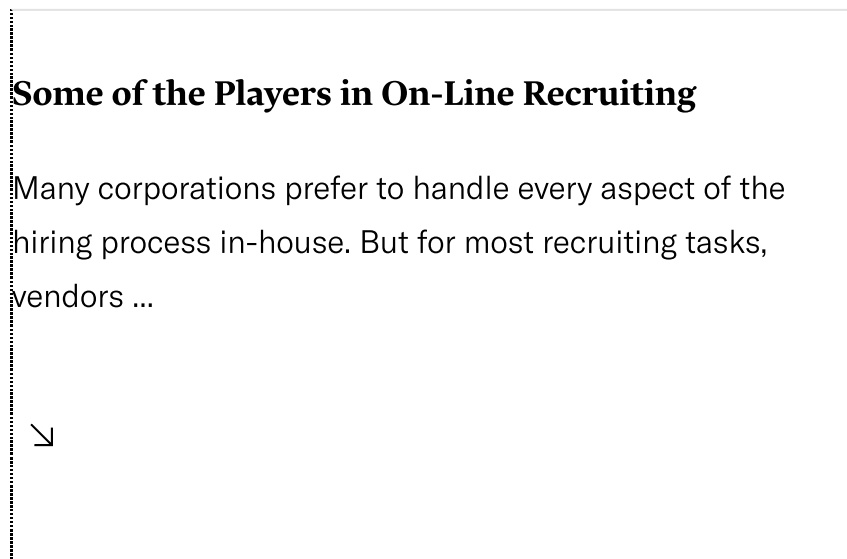 Some of the Players in On-Line Recruiting
Many corporations prefer to handle every aspect of the
hiring process in-house. But for most recruiting tasks,
vendors ...